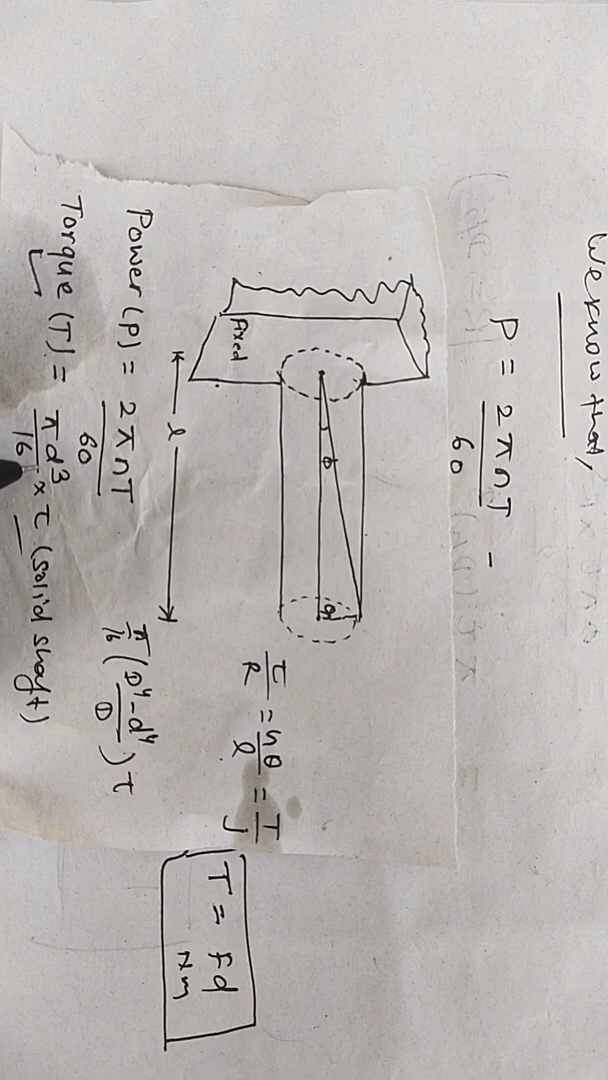 We know that,
P = 2πnT / 60 -
Fixed
ϕ
θ
l
τ/R = Gθ/l = T/J
T = Fd
Nm
Power (P) = 2πnT / 60
π/16 (D⁴-d⁴ / D) τ
Torque (T) = πd³/16 × τ (solid shaft)